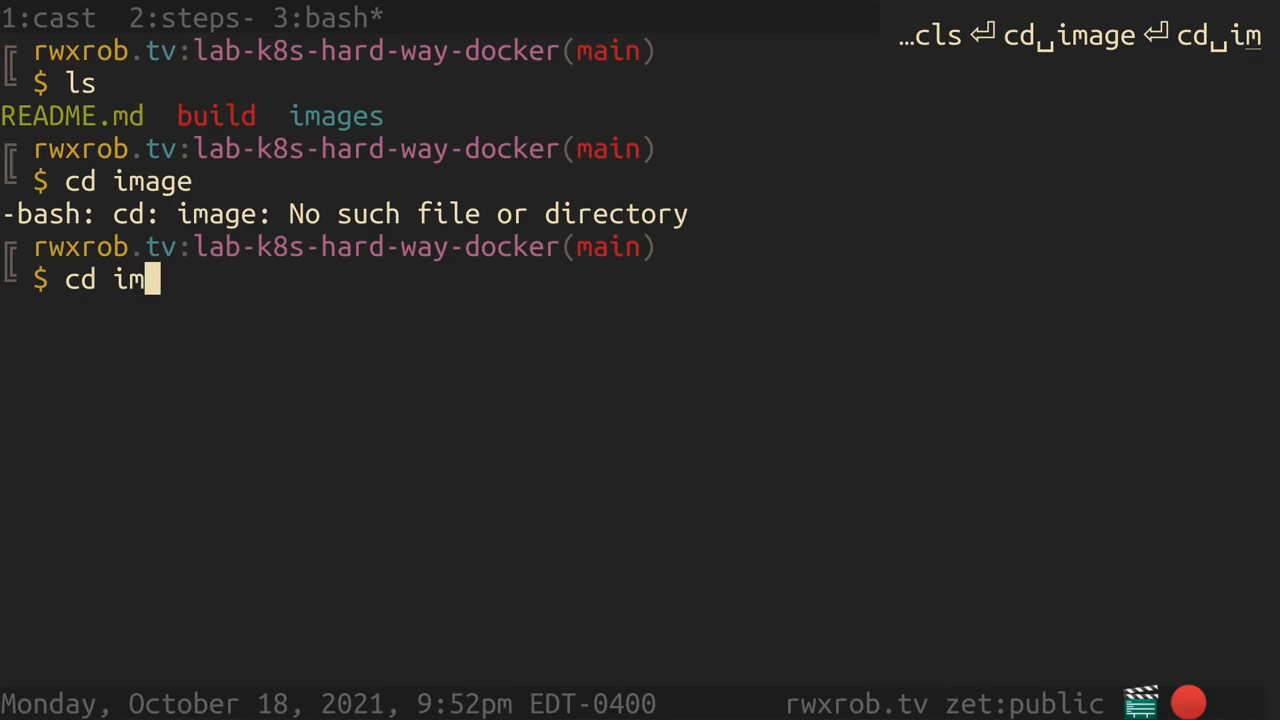 1:cast  2:steps- 3:bash*
…cls ⏎ cd␣image ⏎ cd␣im
╔ rwxrob.tv:lab-k8s-hard-way-docker(main)
╚ $ ls
README.md  build  images
╔ rwxrob.tv:lab-k8s-hard-way-docker(main)
╚ $ cd image
-bash: cd: image: No such file or directory
╔ rwxrob.tv:lab-k8s-hard-way-docker(main)
╚ $ cd im
Monday, October 18, 2021, 9:52pm EDT-0400
rwxrob.tv zet:public 🎬 🔴